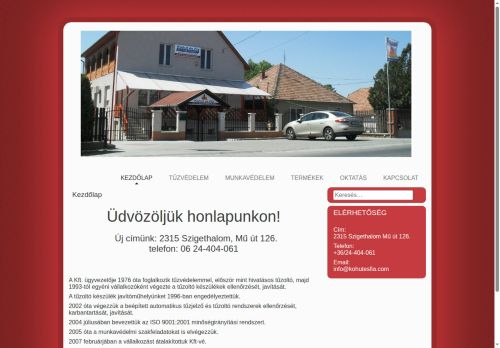 KEZDŐLAP TŰZVÉDELEM MUNKAVÉDELEM TERMÉKEK OKTATÁS KAPCSOLAT
Kezdőlap
Üdvözöljük honlapunkon!
Új címünk: 2315 Szigethalom, Mű út 126.
telefon: 06 24-404-061
A Kft. ügyvezetője 1976 óta foglalkozik tűzvédelemmel, először mint hivatásos tűzoltó, majd
1993-tól egyéni vállalkozóként végezte a tűzoltó készülékek ellenőrzését, javítását.
A tűzoltó készülék javítóműhelyünket 1996-ban engedélyeztettük.
2002 óta végezzük a beépített automatikus tűzjelző és tűzoltó rendszerek ellenőrzését,
karbantartását, javítását.
2004 júliusában bevezettük az ISO 9001:2001 minőségirányítási rendszert.
2005 óta a munkavédelmi szakfeladatokat is elvégezzük.
2007 februárjában a vállalkozást átalakítottuk Kft-vé.
Keresés...
ELÉRHETŐSÉG
Cím:
2315 Szigethalom, Mű út 126.
Telefon:
+36/24-404-061
Email:
info@kohutesfia.com